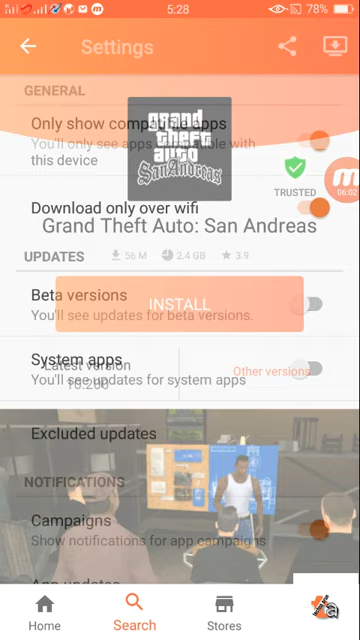 5:28
78%
Settings
GENERAL
Only show compatible apps
You'll only see apps compatible with
this device
grand
theft
auto
San Andreas
TRUSTED
06:02
Download only over wifi
Grand Theft Auto: San Andreas
UPDATES
56 M
2.4 GB
3.9
Beta versions
You'll see updates for beta versions.
INSTALL
System apps
You'll see updates for system apps
Latest version
Other versions
Excluded updates
NOTIFICATIONS
Campaigns
Show notifications for app campaigns
App updates
Home
Search
Stores